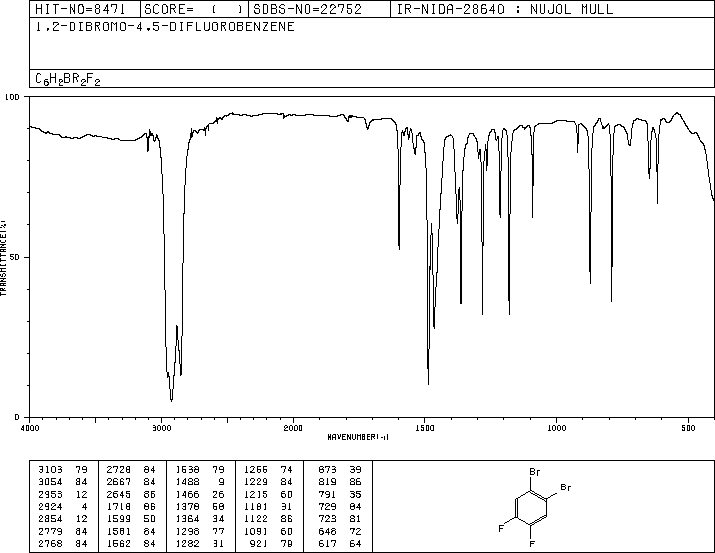 HIT-NO=8471 SCORE= ( ) SDBS-NO=22752 IR-NIDA-28640 : NUJOL MULL
1,2-DIBROMO-4,5-DIFLUOROBENZENE
C6H2BR2F2
100
50
0
TRANSMITTANCE(%)
4000 3000 2000 1500 1000 500
WAVENUMBER(-1)
3103 79 2728 84 1538 79 1266 74 873 39
3054 84 2667 84 1488 9 1229 84 819 86
2953 12 2645 86 1466 26 1215 60 791 35
2924 4 1718 86 1378 58 1181 31 729 84
2854 12 1599 50 1364 34 1122 86 723 81
2779 84 1581 84 1298 77 1091 60 648 72
2768 84 1562 84 1282 31 921 79 617 64
Br
Br
F
F